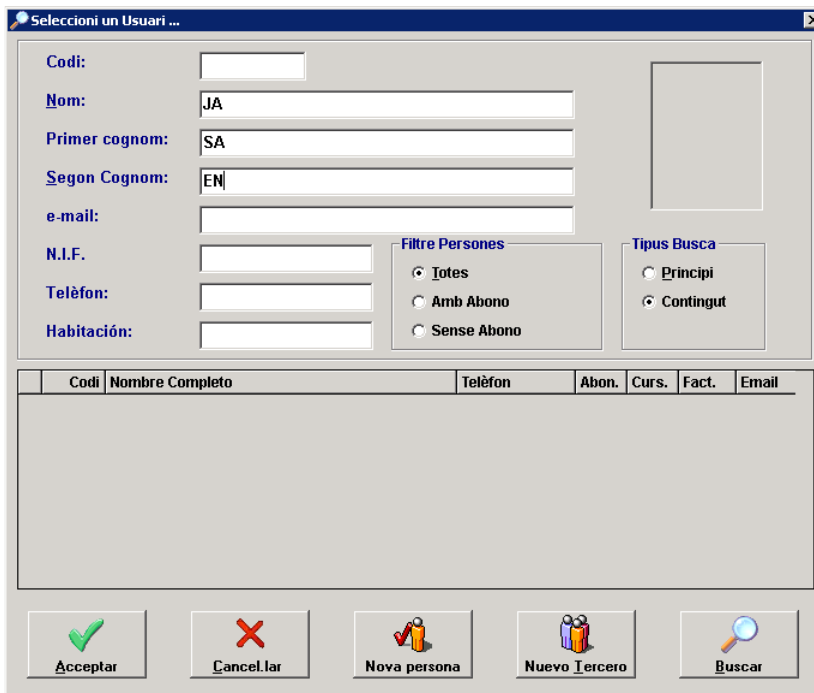 Seleccioni un Usuari ...
Codi:
Nom: JA
Primer cognom: SA
Segon Cognom: EN
e-mail:
N.I.F.
Telèfon:
Habitación:
Filtre Persones
Totes
Amb Abono
Sense Abono
Tipus Busca
Principi
Contingut
Codi Nombre Completo Telèfon Abon. Curs. Fact. Email
Acceptar Cancel.lar Nova persona Nuevo Tercero Buscar